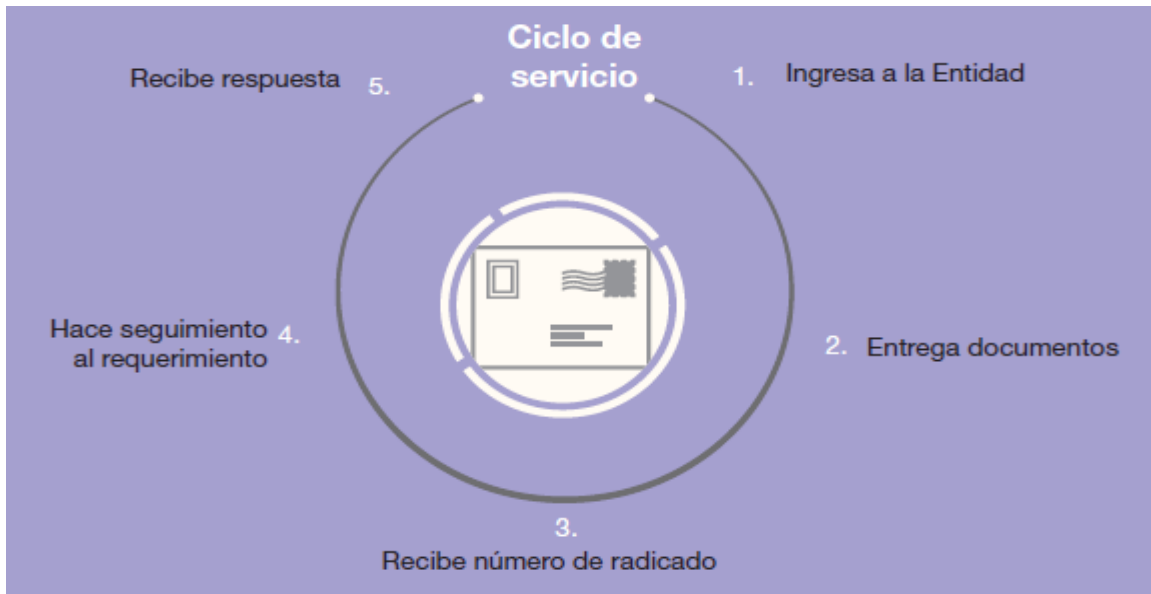 Ciclo de
servicio
1. Ingresa a la Entidad
2. Entrega documentos
3.
Recibe número de radicado
4. Hace seguimiento
al requerimiento
5. Recibe respuesta